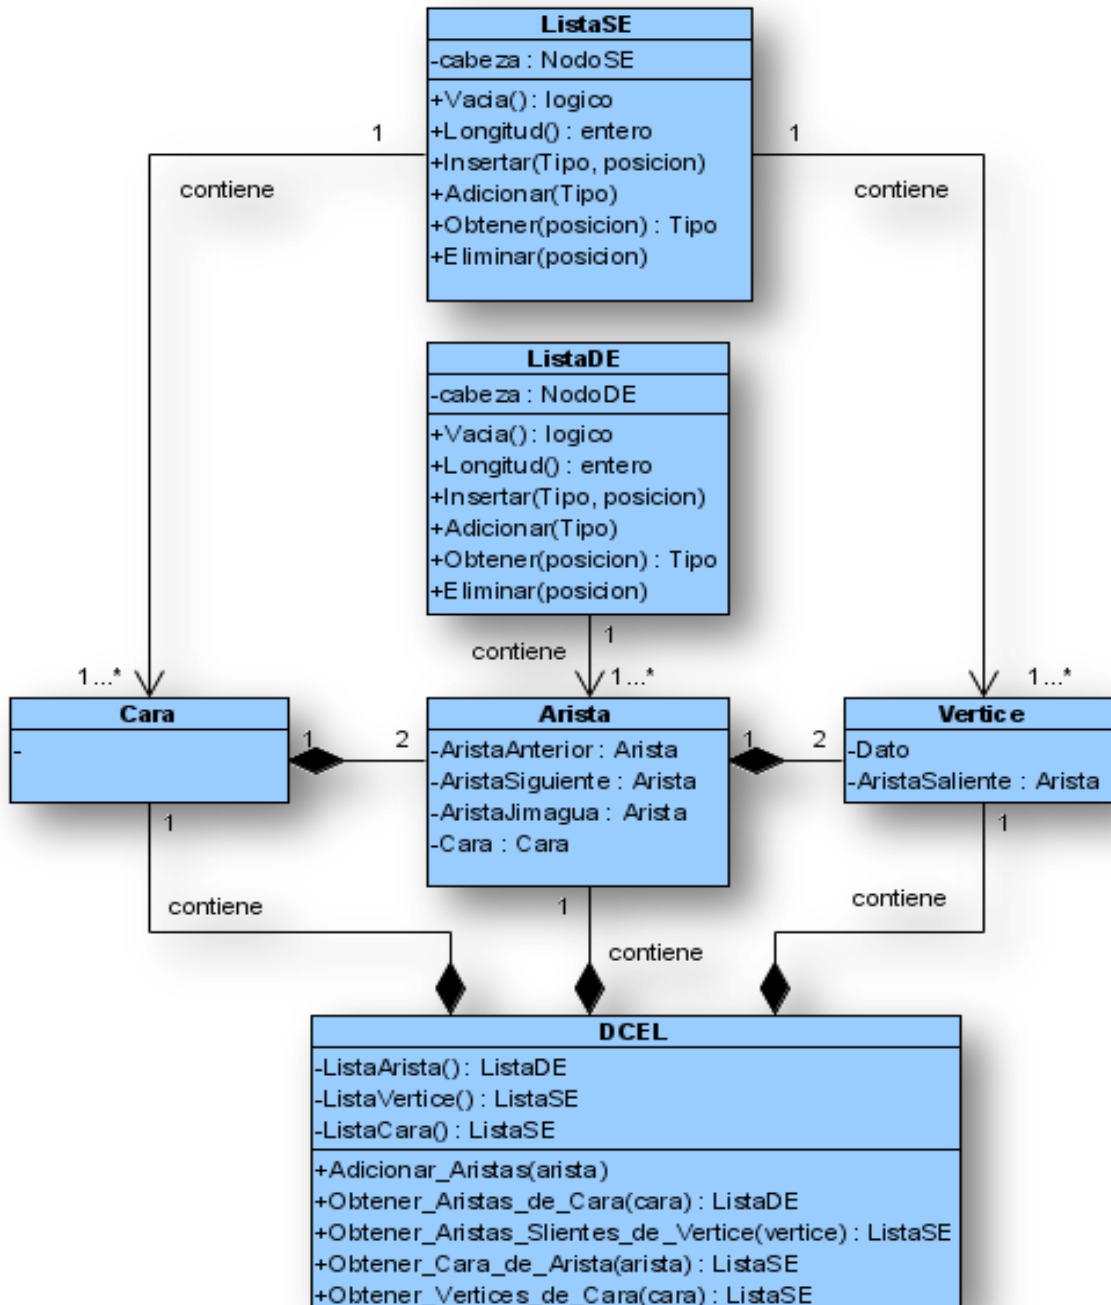 ListaSE
-cabeza : NodoSE
+Vacia() : logico
+Longitud() : entero
+Insertar(Tipo, posicion)
+Adicionar(Tipo)
+Obtener(posicion) : Tipo
+Eliminar(posicion)
1
1
contiene
contiene
ListaDE
-cabeza : NodoDE
+Vacia() : logico
+Longitud() : entero
+Insertar(Tipo, posicion)
+Adicionar(Tipo)
+Obtener(posicion) : Tipo
+Eliminar(posicion)
1
contiene
1...*
1...*
1...*
Cara
-
1
2
Arista
-AristaAnterior : Arista
-AristaSiguiente : Arista
-AristaJimagua : Arista
-Cara : Cara
1
2
Vertice
-Dato
-AristaSaliente : Arista
1
1
1
contiene
contiene
contiene
DCEL
-ListaArista() : ListaDE
-ListaVertice() : ListaSE
-ListaCara() : ListaSE
+Adicionar_Aristas(arista)
+Obtener_Aristas_de_Cara(cara) : ListaDE
+Obtener_Aristas_Slientes_de_Vertice(vertice) : ListaSE
+Obtener_Cara_de_Arista(arista) : ListaSE
+Obtener_Vertices_de_Cara(cara) : ListaSE